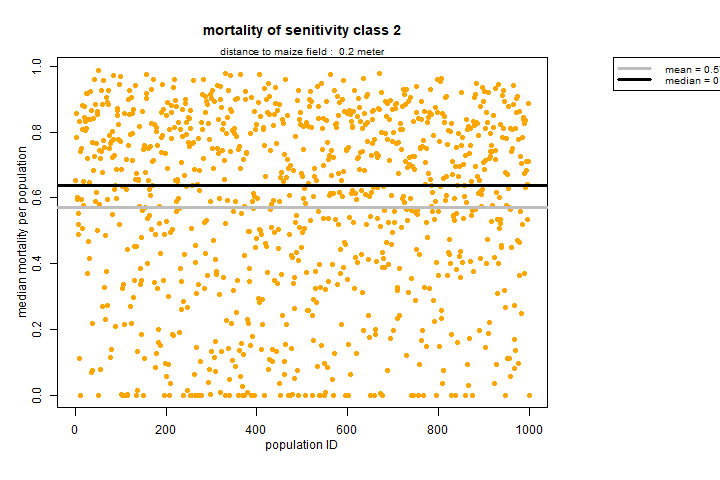 mortality of senitivity class 2
distance to maize field : 0.2 meter
mean = 0.5
median = 0
median mortality per population
1.0
0.8
0.6
0.4
0.2
0.0
0 200 400 600 800 1000
population ID